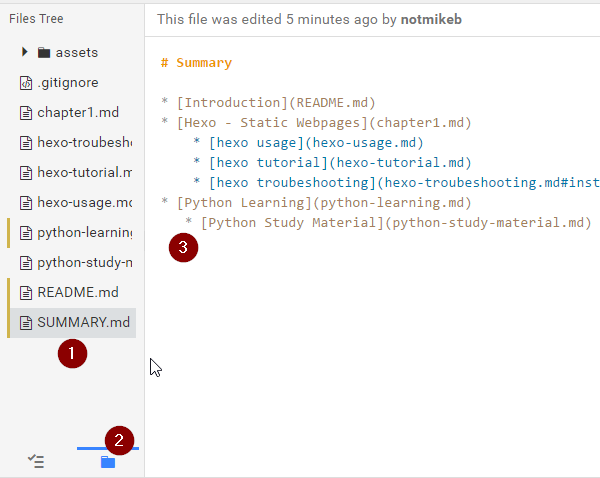 Files Tree
assets
.gitignore
chapter1.md
hexo-troubesh
hexo-tutorial.m
hexo-usage.md
python-learning
python-study-m
README.md
SUMMARY.md
1
2
This file was edited 5 minutes ago by notmikeb
# Summary
* [Introduction](README.md)
* [Hexo - Static Webpages](chapter1.md)
* [hexo usage](hexo-usage.md)
* [hexo tutorial](hexo-tutorial.md)
* [hexo troubeshooting](hexo-troubeshooting.md#inst
* [Python Learning](python-learning.md)
* [Python Study Material](python-study-material.md)
3